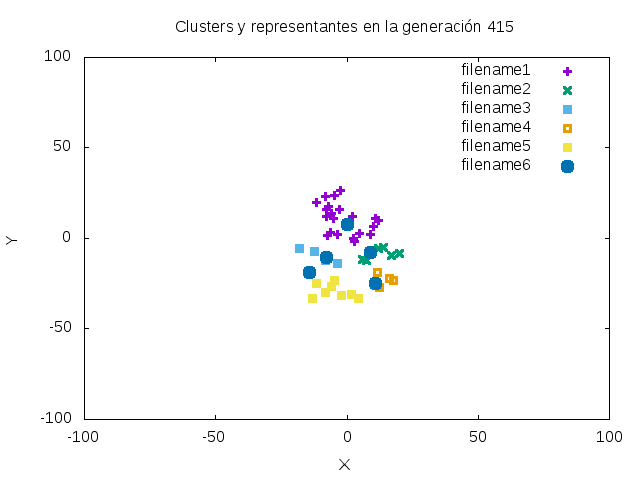 Clusters y representantes en la generación 415
100
50
0
-50
-100
-100
-50
0
50
100
Y
X
filename1
filename2
filename3
filename4
filename5
filename6